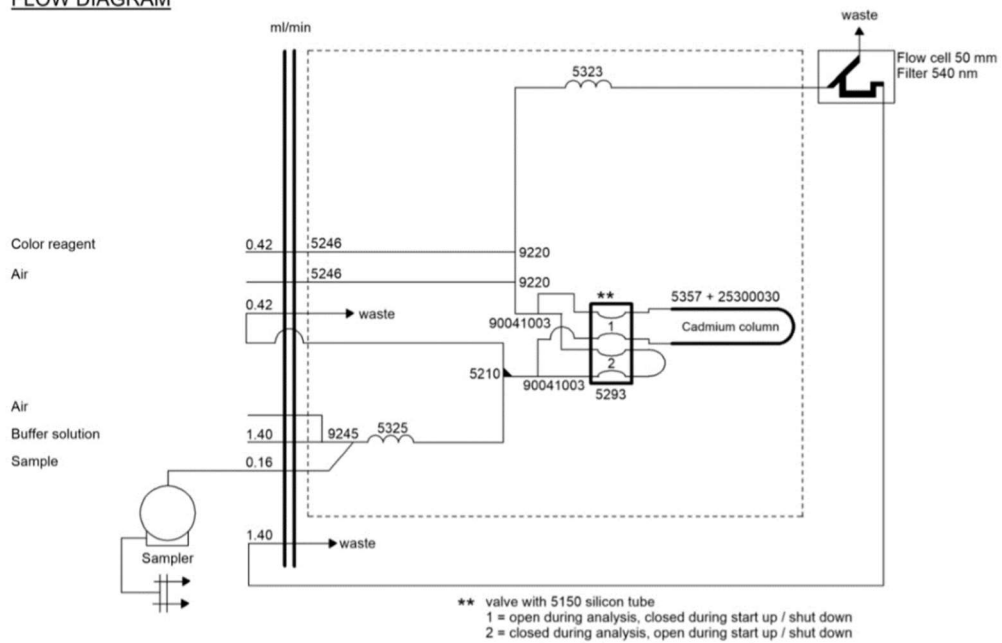 FLOW DIAGRAM
ml/min
waste
Flow cell 50 mm
Filter 540 nm
5323
Color reagent
0.42
5246
9220
Air
5246
9220
0.42
waste
90041003
**
5357 + 25300030
1
Cadmium column
2
5210
90041003
5293
Air
Buffer solution
1.40
9245
5325
Sample
0.16
Sampler
1.40
waste
** valve with 5150 silicon tube
1 = open during analysis, closed during start up / shut down
2 = closed during analysis, open during start up / shut down